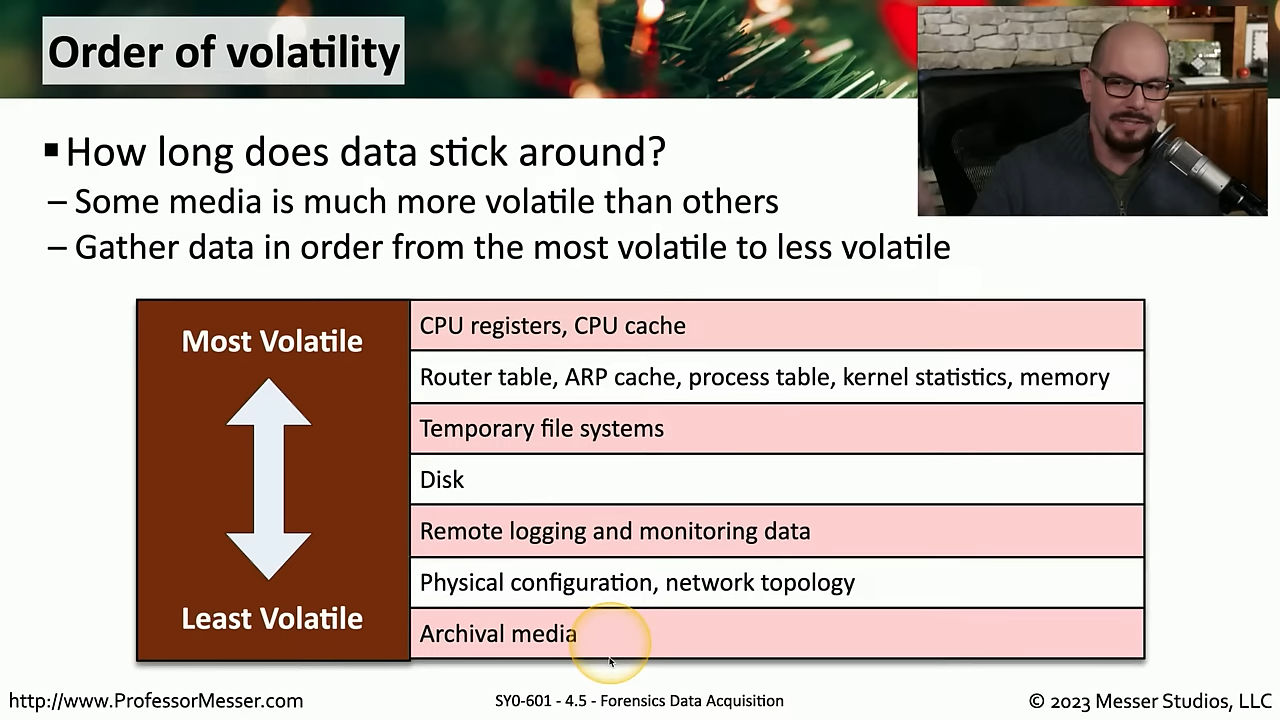 Order of volatility
▪ How long does data stick around?
– Some media is much more volatile than others
– Gather data in order from the most volatile to less volatile
Most Volatile
Least Volatile
CPU registers, CPU cache
Router table, ARP cache, process table, kernel statistics, memory
Temporary file systems
Disk
Remote logging and monitoring data
Physical configuration, network topology
Archival media
http://www.ProfessorMesser.com
SY0-601 - 4.5 - Forensics Data Acquisition
© 2023 Messer Studios, LLC